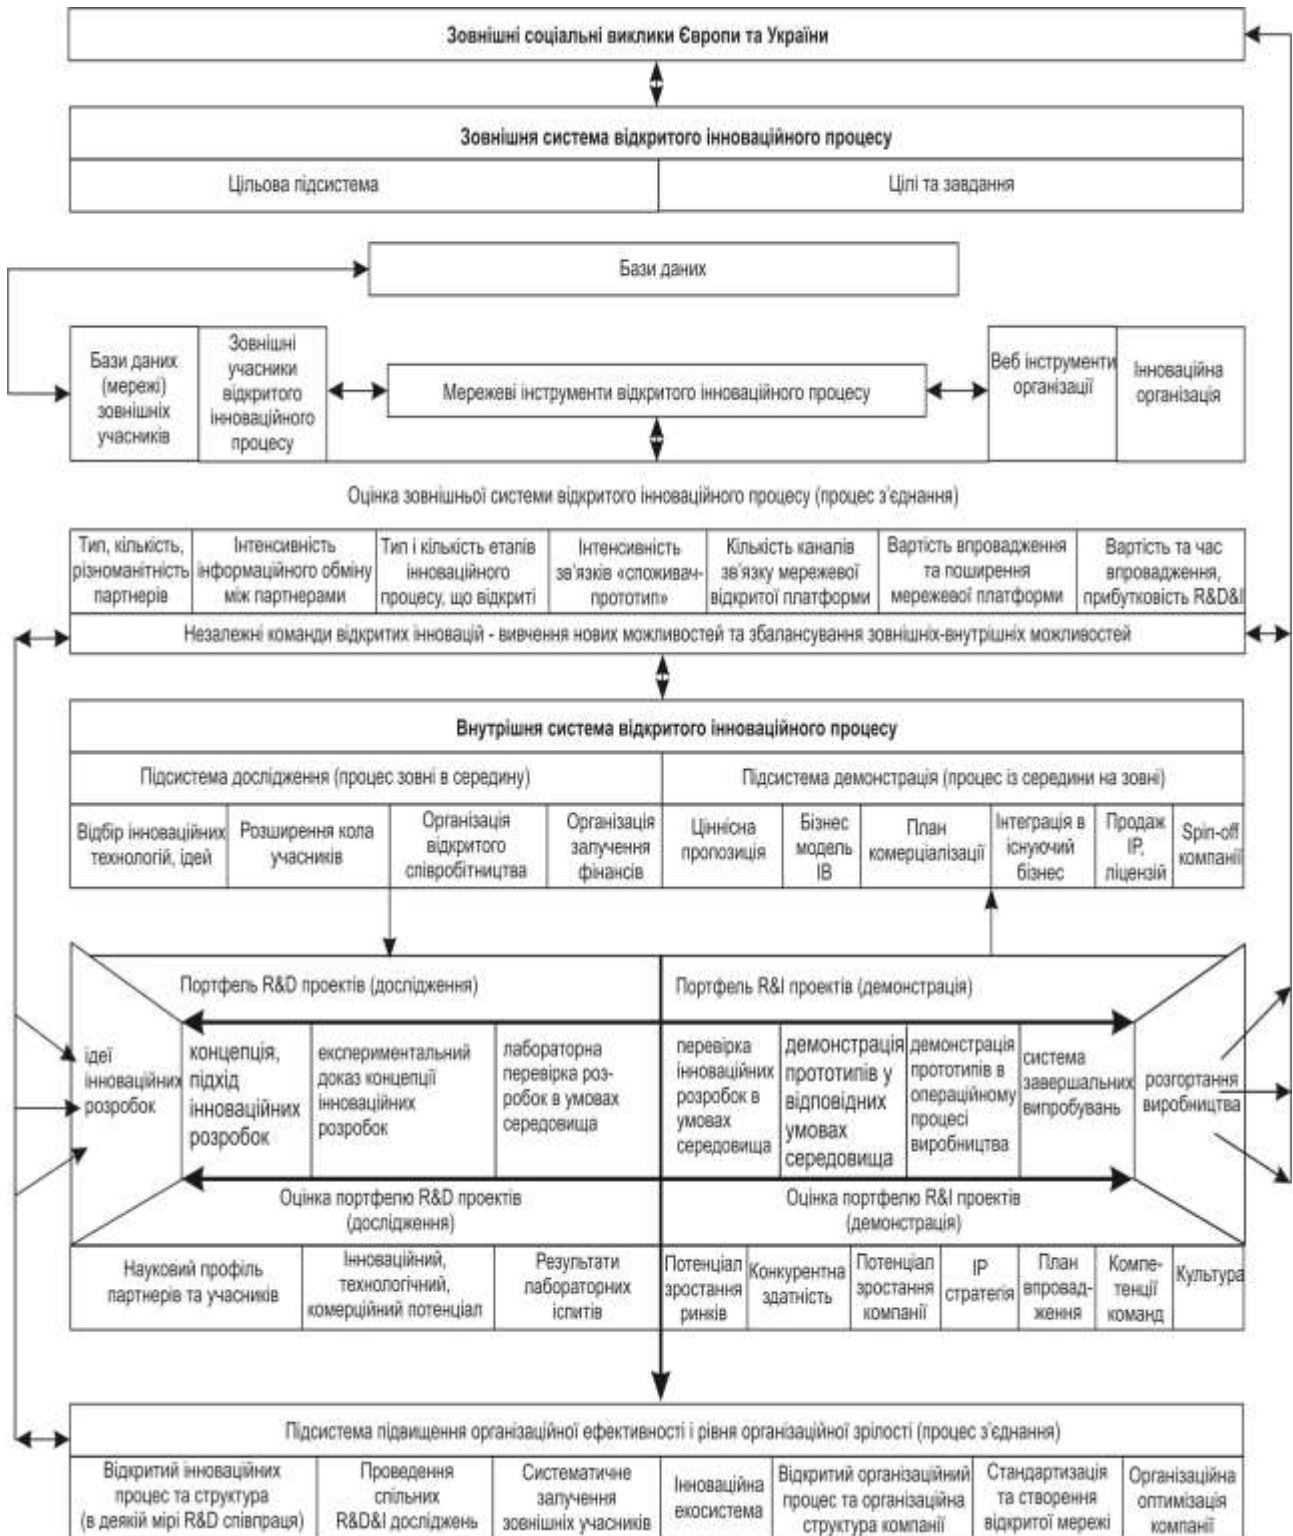 Зовнішні соціальні виклики Європи та України
Зовнішня система відкритого інноваційного процесу
Цільова підсистема
Цілі та завдання
Бази даних
Бази даних
(мережі)
зовнішніх
учасників
Зовнішні
учасники
відкритого
інноваційного
процесу
Мережеві інструменти відкритого інноваційного процесу
Веб інструменти
організації
Інноваційна
організація
Оцінка зовнішньої системи відкритого інноваційного процесу (процес з’єднання)
Тип, кількість,
різноманітність
партнерів
Інтенсивність
інформаційного обміну
між партнерами
Тип і кількість етапів
інноваційного
процесу, що відкриті
Інтенсивність
зв’язків «споживач-
прототип»
Кількість каналів
зв’язку мережевої
відкритої платформи
Вартість впровадження
та поширення
мережевої платформи
Вартість та час
впровадження,
прибутковість R&D&I
Незалежні команди відкритих інновацій - вивчення нових можливостей та збалансування зовнішніх-внутрішніх можливостей
Внутрішня система відкритого інноваційного процесу
Підсистема дослідження (процес зовні в середину)
Підсистема демонстрація (процес із середини на зовні)
Відбір інноваційних
технологій, ідей
Розширення кола
учасників
Організація
відкритого
співробітництва
Організація
залучення
фінансів
Ціннісна
пропозиція
Бізнес
модель
ІВ
План
комерціалізації
Інтеграція в
існуючий
бізнес
Продаж
ІР,
ліцензій
Spin-off
компанії
Портфель R&D проектів (дослідження)
Портфель R&I проектів (демонстрація)
ідеї
інноваційних
розробок
концепція,
підхід
інноваційних
розробок
експериментальний
доказ концепції
інноваційних
розробок
лабораторна
перевірка роз-
робок в умовах
середовища
перевірка
інноваційних
розробок в
умовах
середовища
демонстрація
прототипів у
відповідних
умовах
середовища
демонстрація
прототипів в
операційному
процесі
виробництва
система
завершальних
випробувань
розгортання
виробництва
Оцінка портфелю R&D проектів
(дослідження)
Оцінка портфелю R&I проектів
(демонстрація)
Науковий профіль
партнерів та учасників
Інноваційний,
технологічний,
комерційний потенціал
Результати
лабораторних
іспитів
Потенціал
зростання
ринків
Конкурентна
здатність
Потенціал
зростання
компанії
ІР
стратегія
План
впровад-
ження
Компе-
тенції
команд
Культура
Підсистема підвищення організаційної ефективності і рівня організаційної зрілості (процес з’єднання)
Відкритий інноваційних
процес та структура
(в деякій мірі R&D співпраця)
Проведення
спільних
R&D&I досліджень
Систематичне
залучення
зовнішніх учасників
Інноваційна
екосистема
Відкритий організаційний
процес та організаційна
структура компанії
Стандартизація
та створення
відкритої мережі
Організаційна
оптимізація
компанії